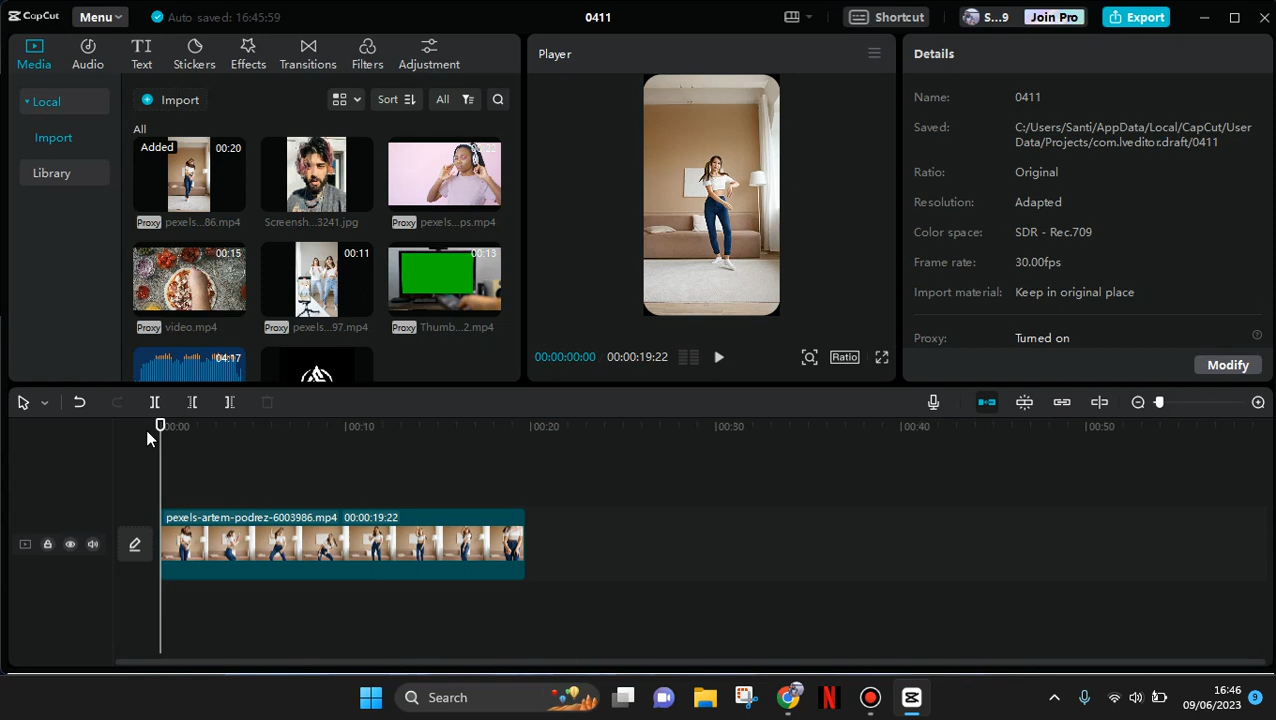 CapCut
Menu
Auto saved: 16:45:59
0411
Shortcut
S...9
Join Pro
Export
Media
Audio
Text
Stickers
Effects
Transitions
Filters
Adjustment
Local
Import
Library
Import
Sort
All
All
Added
00:20
Proxy pexels...86.mp4
Screensh...3241.jpg
Proxy pexels...ps.mp4
00:15
Proxy video.mp4
00:11
Proxy pexels...97.mp4
00:13
Proxy Thumb...2.mp4
04:17
Player
00:00:00:00
00:00:19:22
Ratio
Details
Name: 0411
Saved: C:/Users/Santi/AppData/Local/CapCut/User
Data/Projects/com.lveditor.draft/0411
Ratio: Original
Resolution: Adapted
Color space: SDR - Rec.709
Frame rate: 30.00fps
Import material: Keep in original place
Proxy: Turned on
Modify
00:00
00:10
00:20
00:30
00:40
00:50
pexels-artem-podrez-6003986.mp4 00:00:19:22
Search
16:46
09/06/2023
9